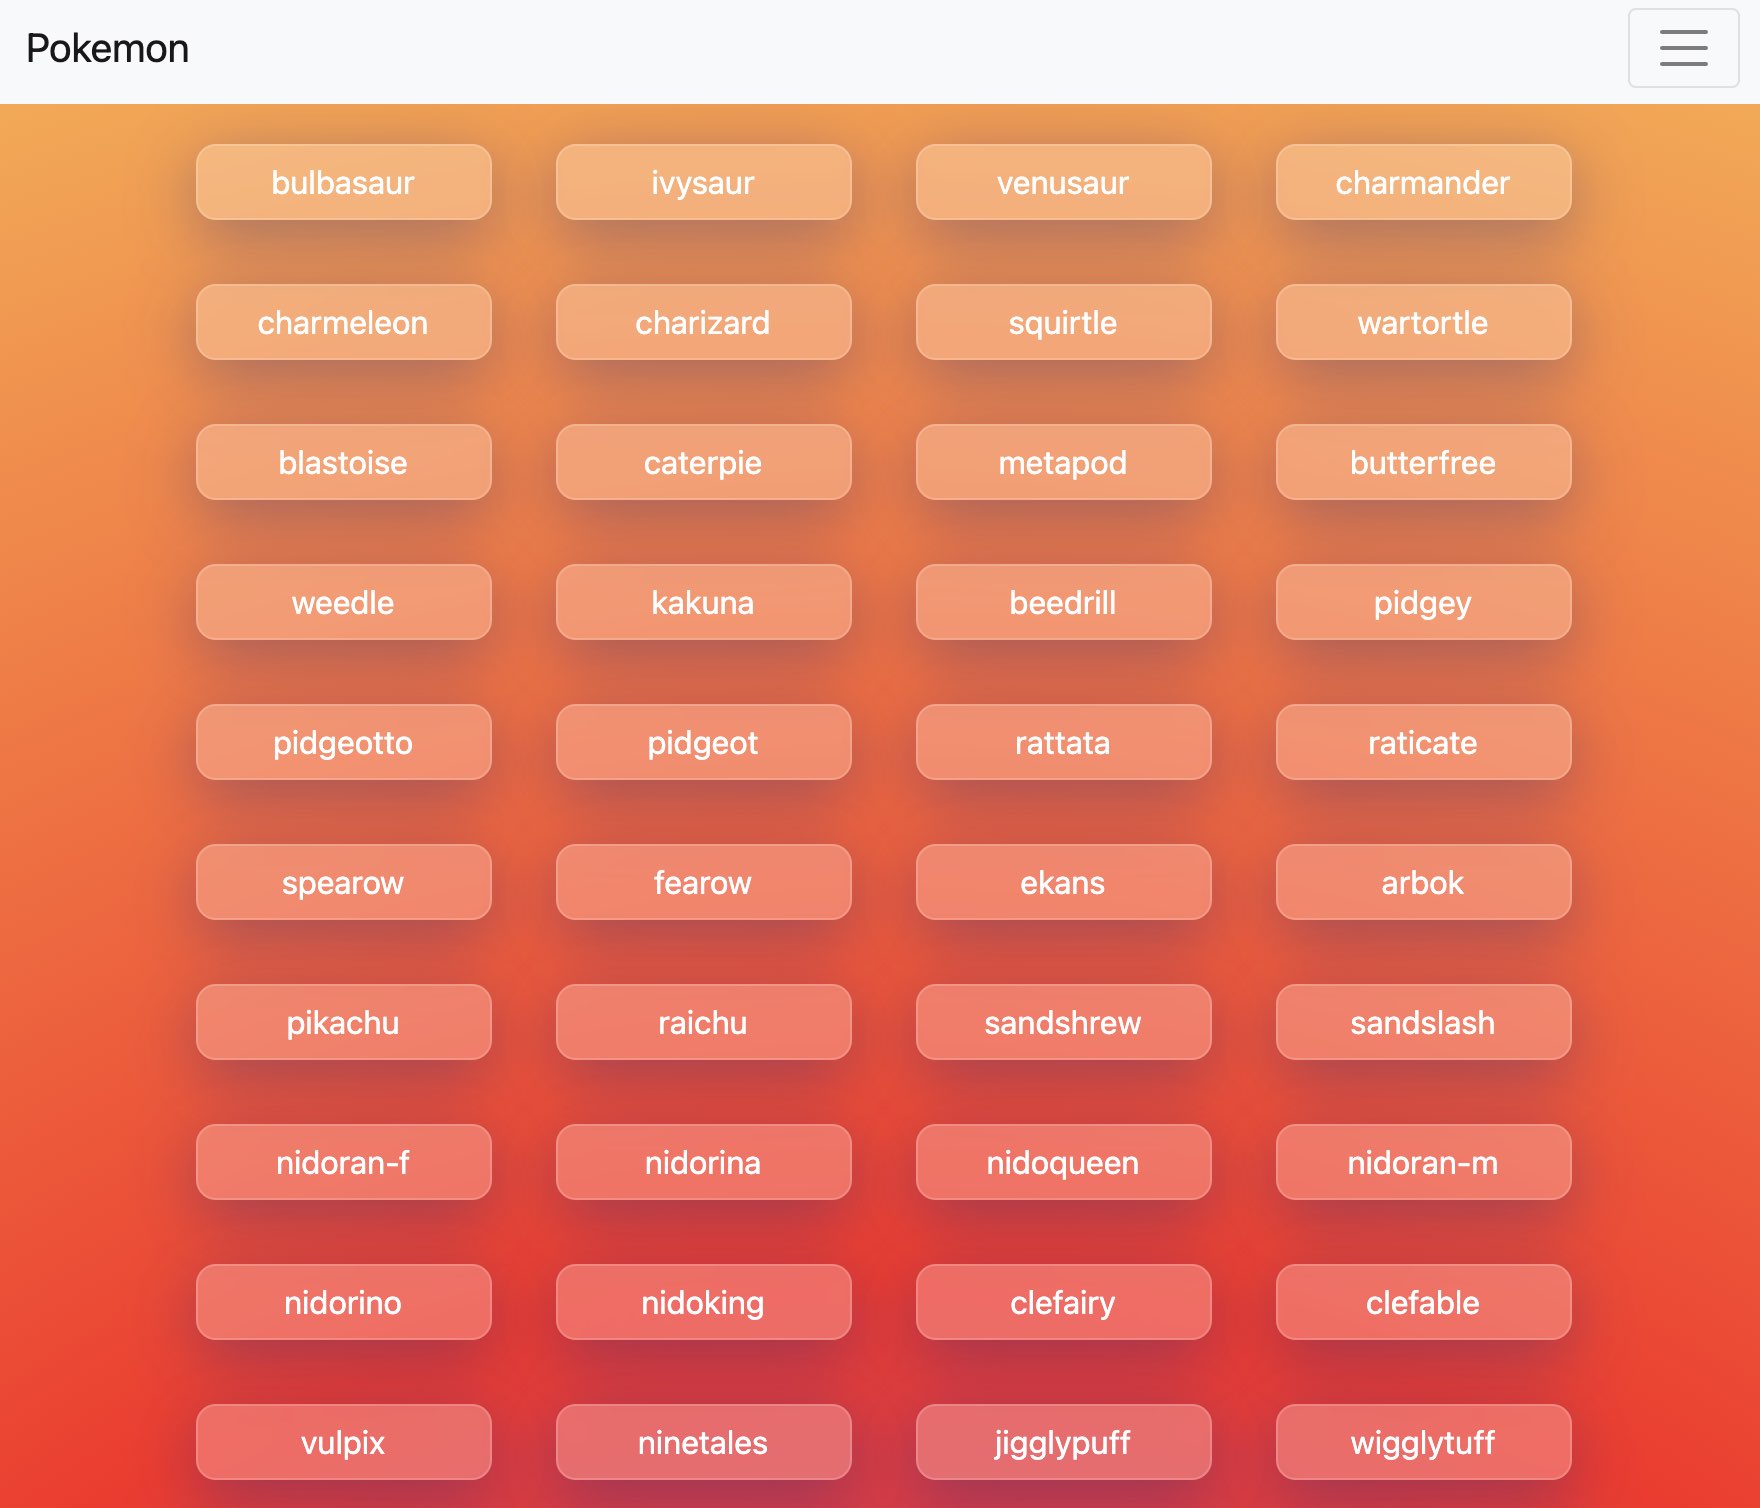 Pokemon
bulbasaur
ivysaur
venusaur
charmander
charmeleon
charizard
squirtle
wartortle
blastoise
caterpie
metapod
butterfree
weedle
kakuna
beedrill
pidgey
pidgeotto
pidgeot
rattata
raticate
spearow
fearow
ekans
arbok
pikachu
raichu
sandshrew
sandslash
nidoran-f
nidorina
nidoqueen
nidoran-m
nidorino
nidoking
clefairy
clefable
vulpix
ninetales
jigglypuff
wigglytuff